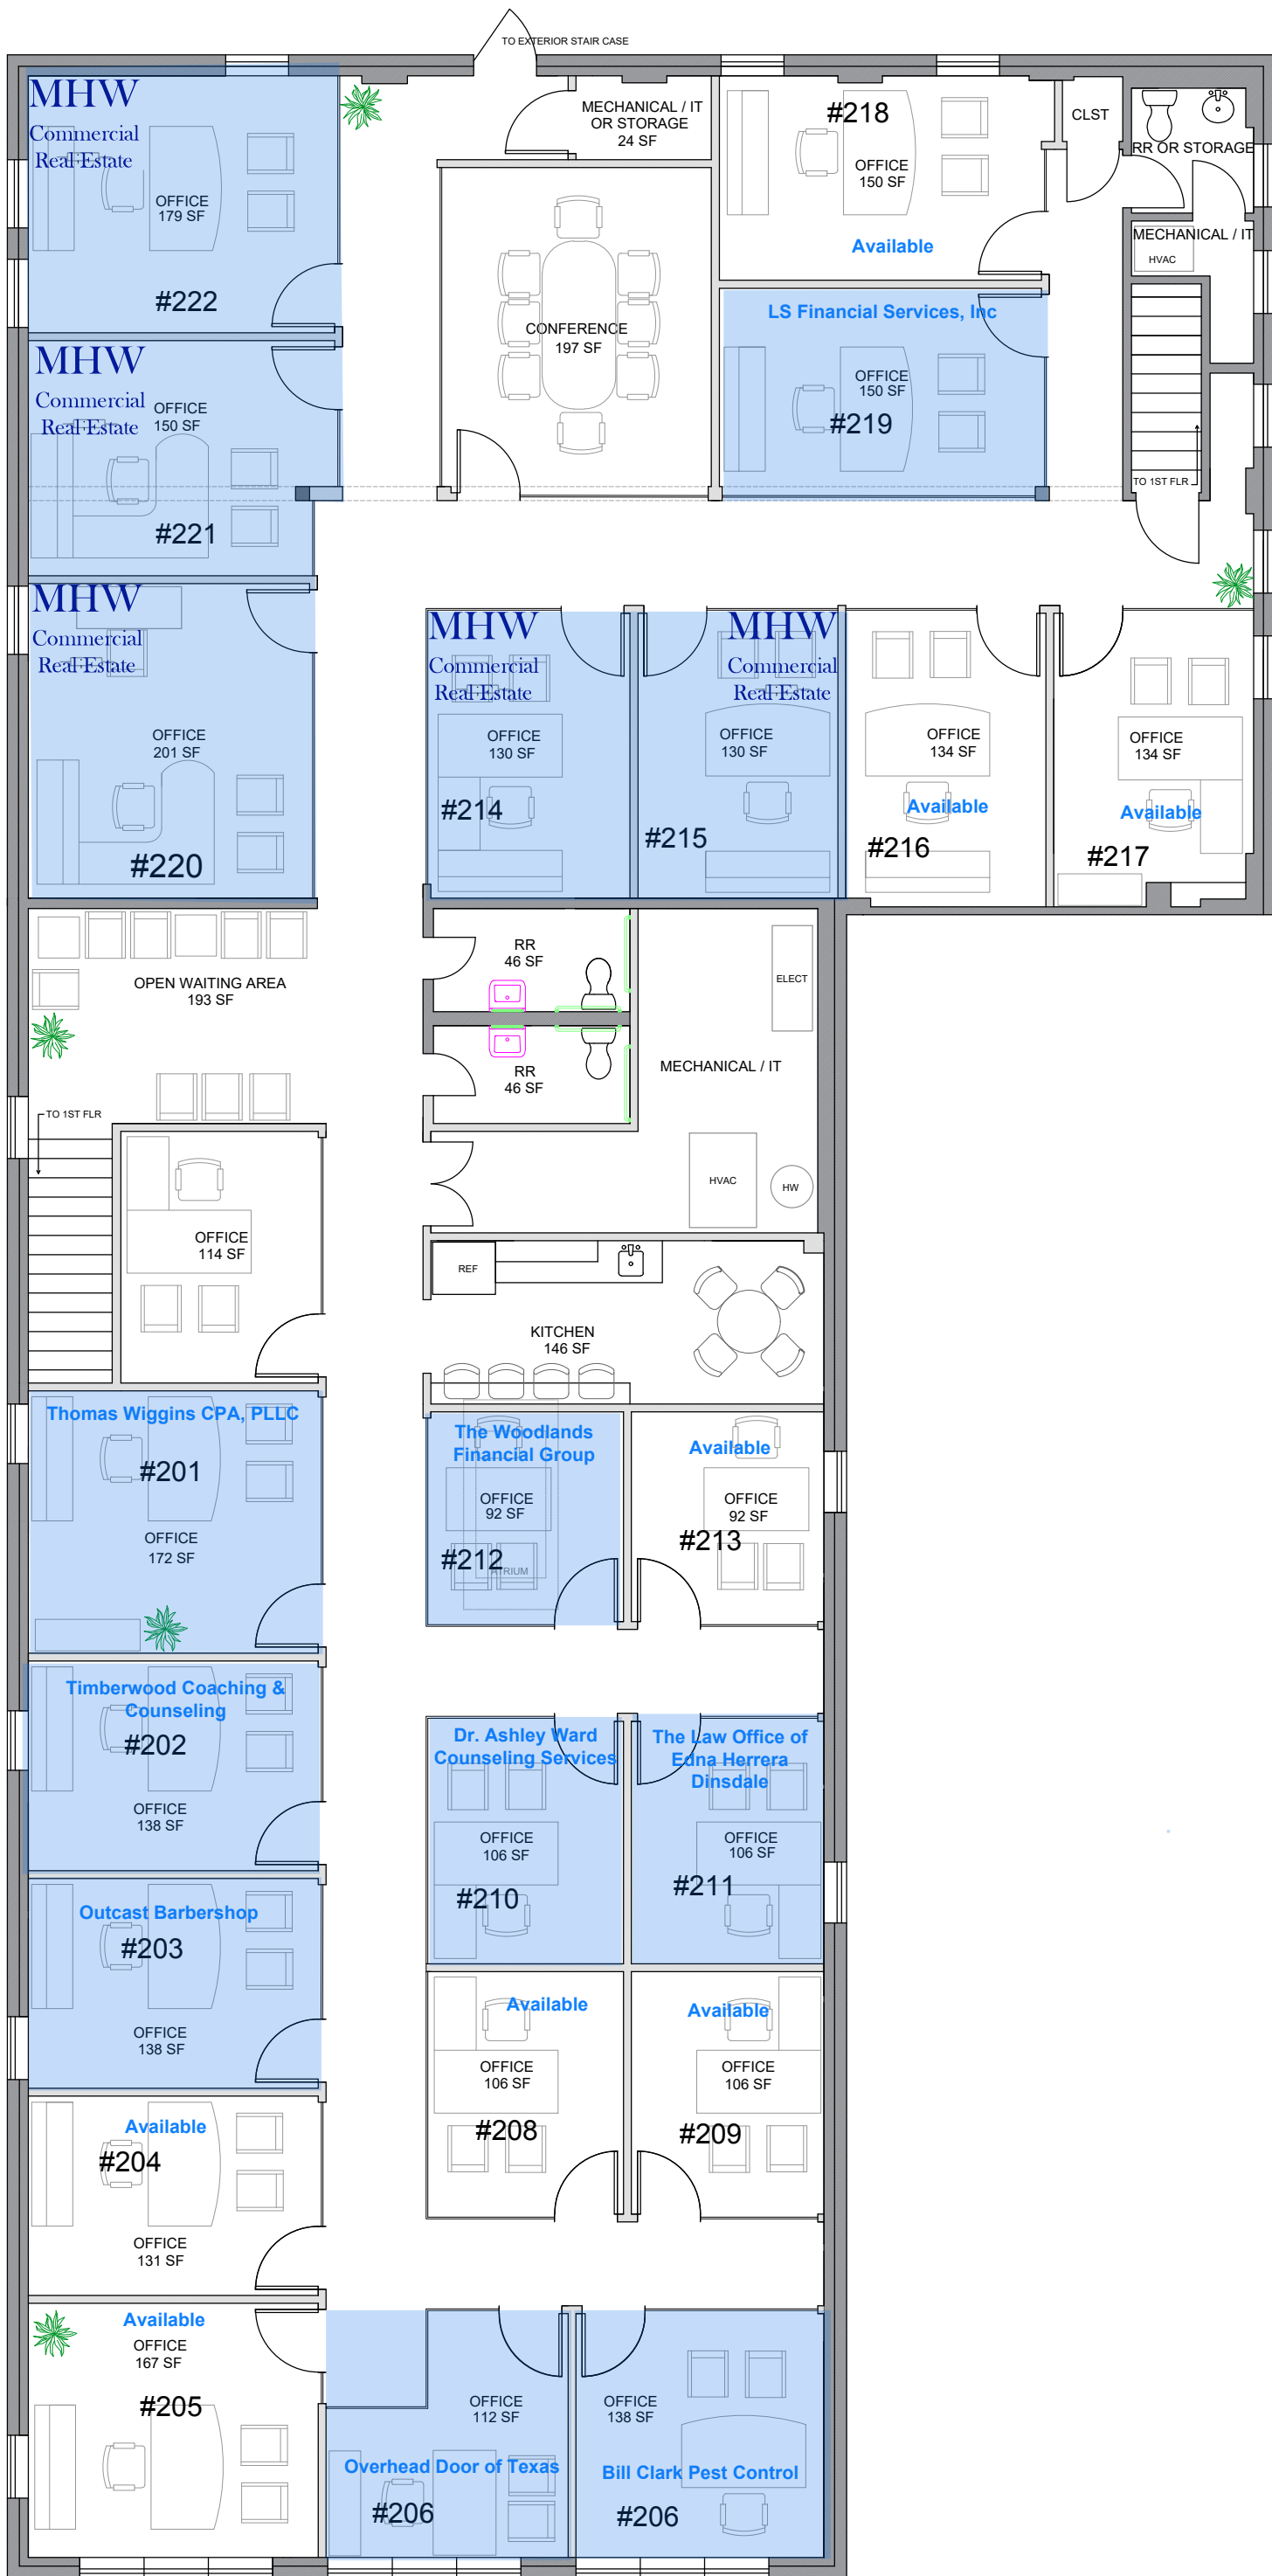 TO EXTERIOR STAIR CASE
MHW
Commercial
Real Estate
OFFICE
179 SF
#222
MECHANICAL / IT
OR STORAGE
24 SF
#218
OFFICE
150 SF
Available
CLST
RR OR STORAGE
MECHANICAL / IT
HVAC
CONFERENCE
197 SF
LS Financial Services, Inc
OFFICE
150 SF
#219
TO 1ST FLR
MHW
Commercial
Real Estate
OFFICE
150 SF
#221
MHW
Commercial
Real Estate
OFFICE
201 SF
#220
MHW
Commercial
Real Estate
OFFICE
130 SF
#214
MHW
Commercial
Real Estate
OFFICE
130 SF
#215
OFFICE
134 SF
Available
#216
OFFICE
134 SF
Available
#217
OPEN WAITING AREA
193 SF
RR
46 SF
ELECT
RR
46 SF
MECHANICAL / IT
TO 1ST FLR
HVAC
HW
OFFICE
114 SF
REF
KITCHEN
146 SF
Thomas Wiggins CPA, PLLC
#201
OFFICE
172 SF
The Woodlands
Financial Group
OFFICE
92 SF
#212
ATRIUM
Available
OFFICE
92 SF
#213
Timberwood Coaching &
Counseling
#202
OFFICE
138 SF
Dr. Ashley Ward
Counseling Services
OFFICE
106 SF
#210
The Law Office of
Edna Herrera
Dinsdale
OFFICE
106 SF
#211
Outcast Barbershop
#203
OFFICE
138 SF
Available
OFFICE
106 SF
#208
Available
OFFICE
106 SF
#209
Available
#204
OFFICE
131 SF
Available
OFFICE
167 SF
#205
OFFICE
112 SF
Overhead Door of Texas
#206
OFFICE
138 SF
Bill Clark Pest Control
#206